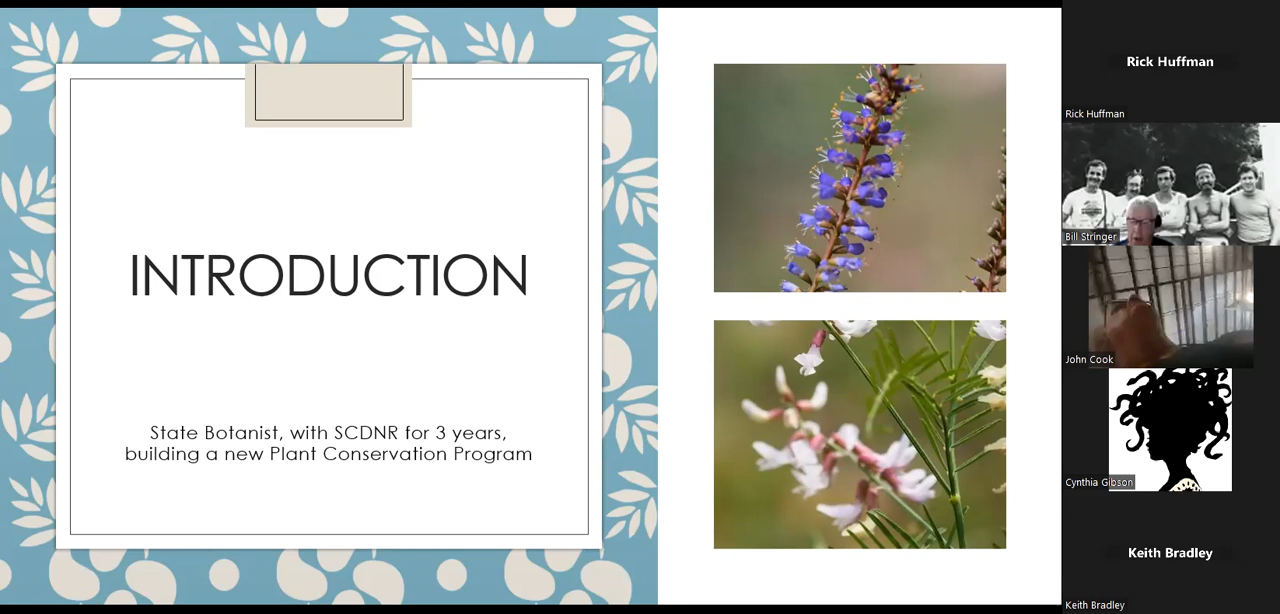 INTRODUCTION
State Botanist, with SCDNR for 3 years,
building a new Plant Conservation Program
Rick Huffman
Rick Huffman
Bill Stringer
John Cook
Cynthia Gibson
Keith Bradley
Keith Bradley